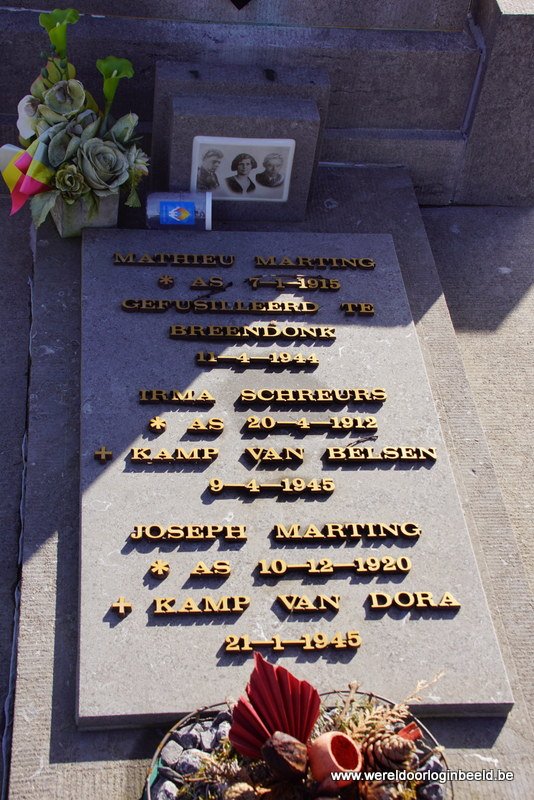 MATHIEU MARTING
* AS 7-1-1915
GEFUSILLEERD TE
BREENDONK
11-4-1944
IRMA SCHREURS
* AS 20-4-1912
+ KAMP VAN BELSEN
9-4-1945
JOSEPH MARTING
* AS 10-12-1920
+ KAMP VAN DORA
21-1-1945
www.wereldoorloginbeeld.be